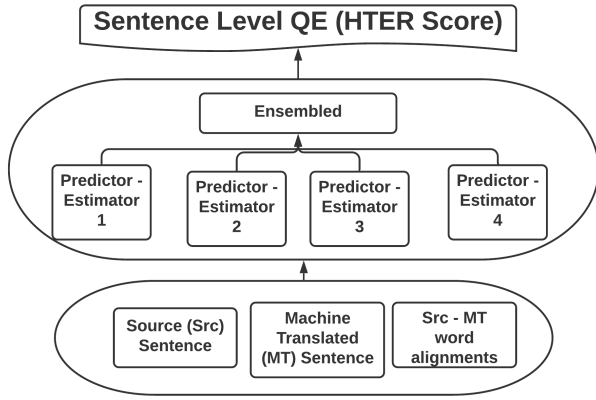 Sentence Level QE (HTER Score)
Ensembled
Predictor -
Estimator
1
Predictor -
Estimator
2
Predictor -
Estimator
3
Predictor -
Estimator
4
Source (Src)
Sentence
Machine
Translated
(MT) Sentence
Src - MT
word
alignments